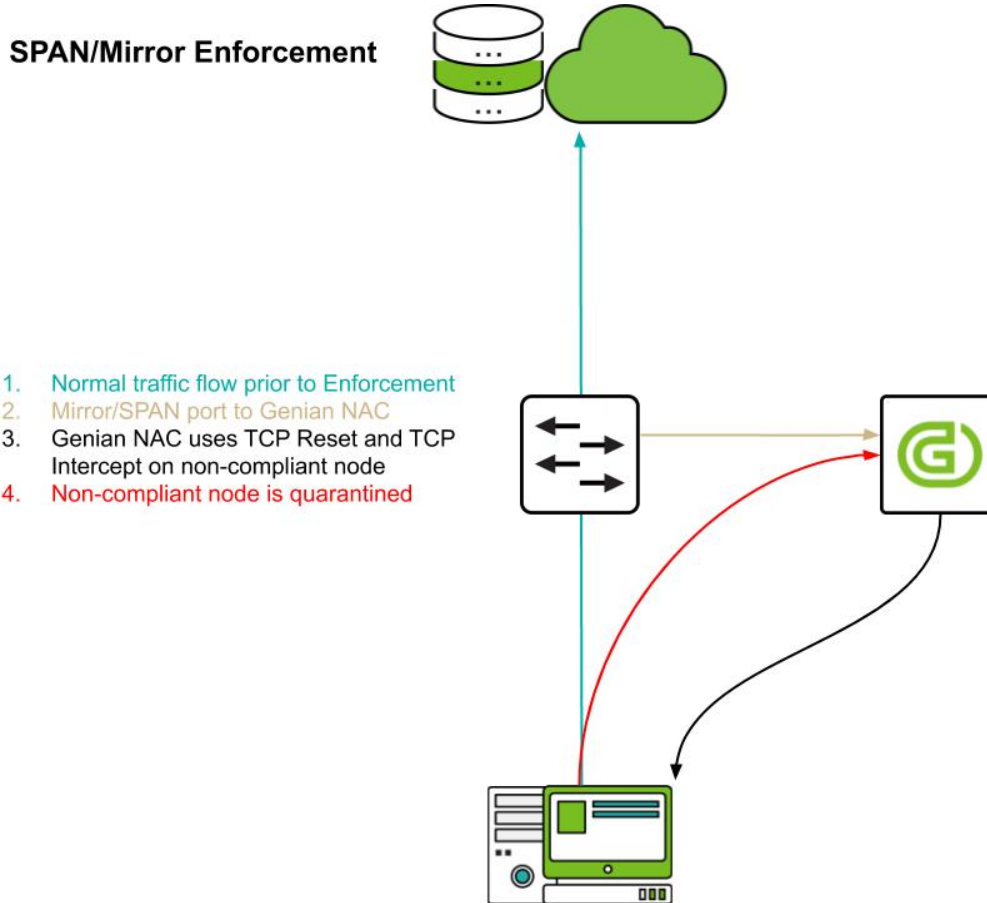 SPAN/Mirror Enforcement
1. Normal traffic flow prior to Enforcement
2. Mirror/SPAN port to Genian NAC
3. Genian NAC uses TCP Reset and TCP
Intercept on non-compliant node
4. Non-compliant node is quarantined
G